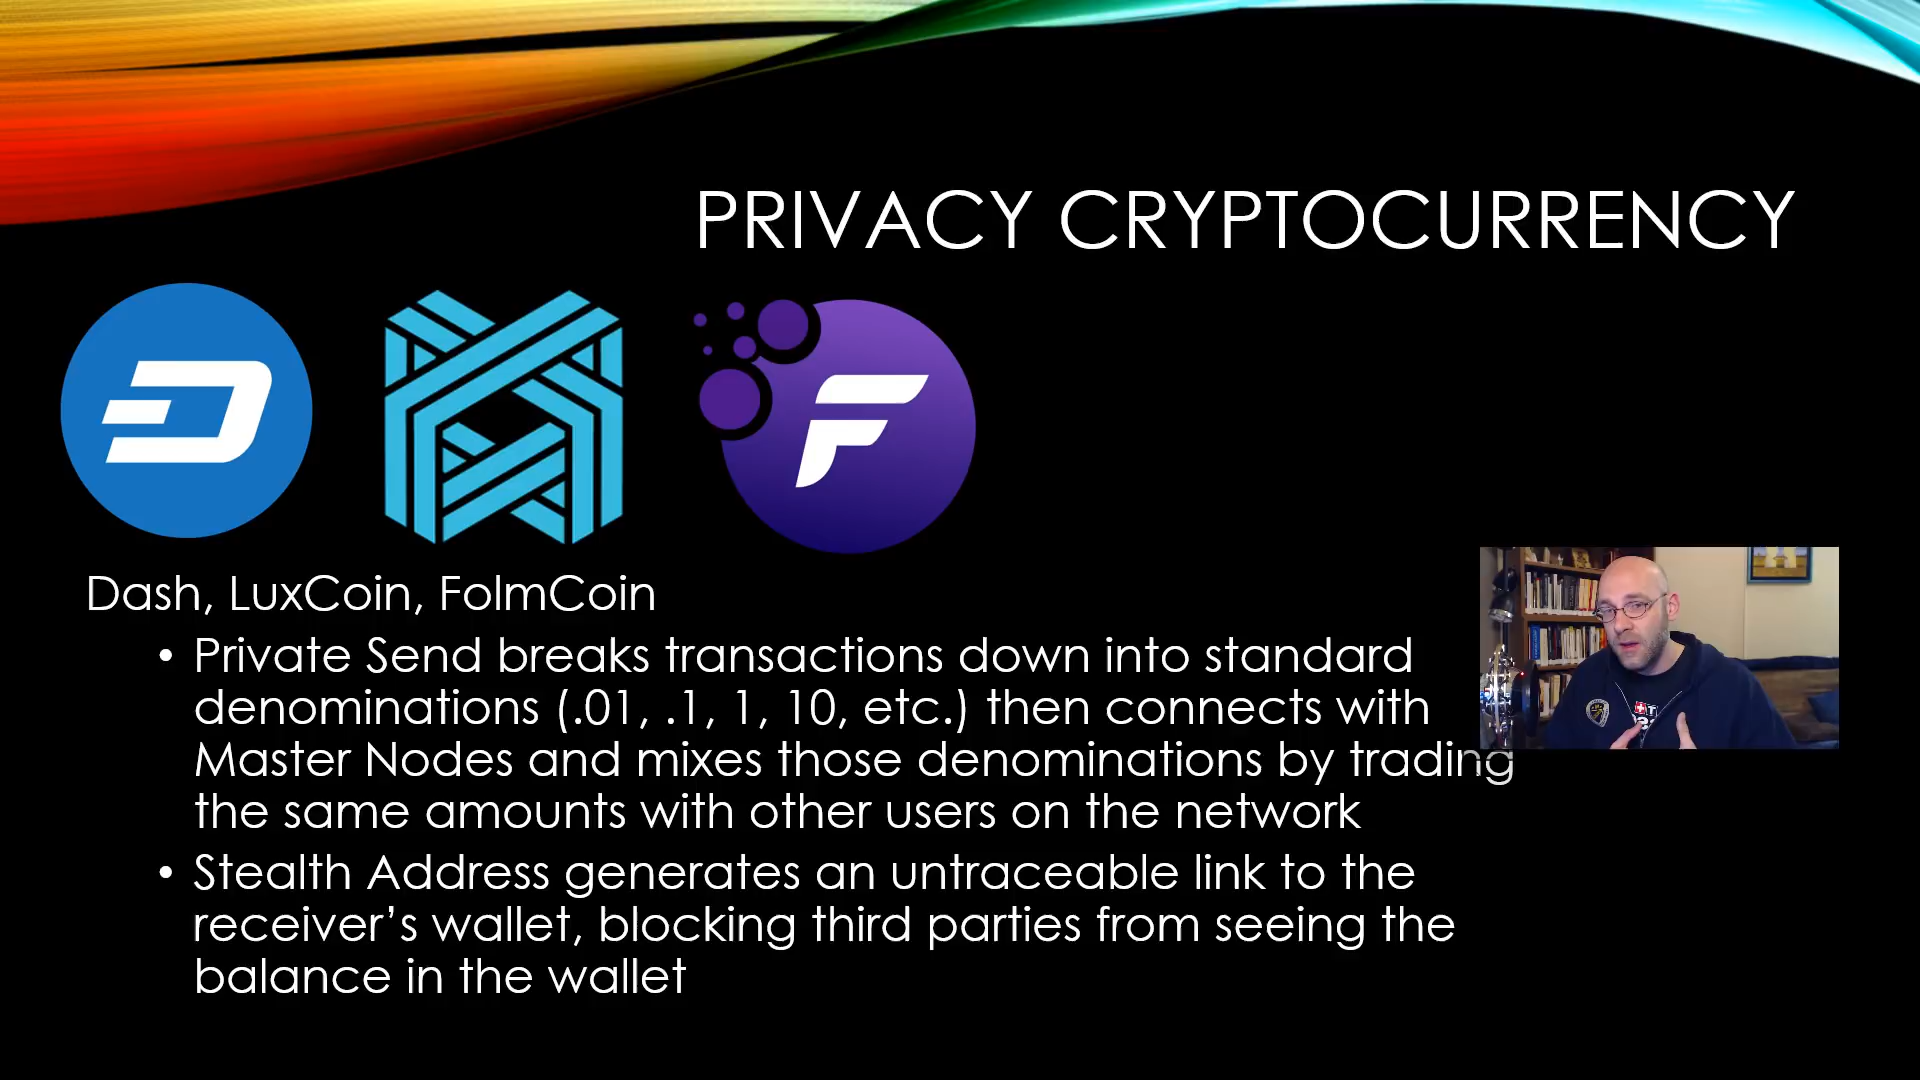 PRIVACY CRYPTOCURRENCY
Dash, LuxCoin, FolmCoin
• Private Send breaks transactions down into standard
denominations (.01, .1, 1, 10, etc.) then connects with
Master Nodes and mixes those denominations by trading
the same amounts with other users on the network
• Stealth Address generates an untraceable link to the
receiver’s wallet, blocking third parties from seeing the
balance in the wallet